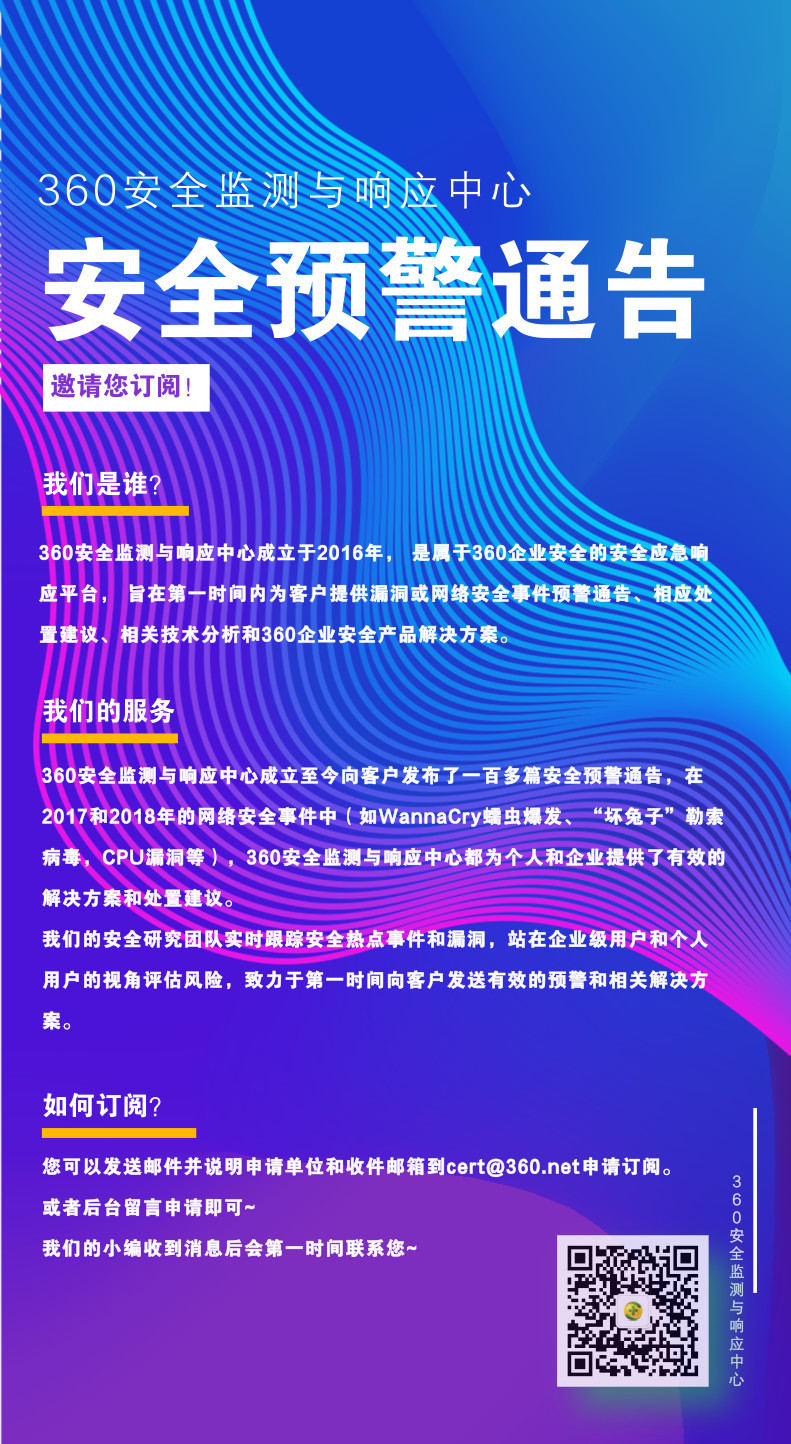 360安全监测与响应中心
安全预警通告
邀请您订阅!
我们是谁?
360安全监测与响应中心成立于2016年， 是属于360企业安全的安全应急响
应平台， 旨在第一时间内为客户提供漏洞或网络安全事件预警通告、相应处
置建议、相关技术分析和360企业安全产品解决方案。
我们的服务
360安全监测与响应中心成立至今向客户发布了一百多篇安全预警通告，在
2017和2018年的网络安全事件中（如WannaCry蠕虫爆发、“坏兔子”勒索
病毒，CPU漏洞等），360安全监测与响应中心都为个人和企业提供了有效的
解决方案和处置建议。
我们的安全研究团队实时跟踪安全热点事件和漏洞，站在企业级用户和个人
用户的视角评估风险，致力于第一时间向客户发送有效的预警和相关解决方
案。
如何订阅?
您可以发送邮件并说明申请单位和收件邮箱到cert@360.net申请订阅。
或者后台留言申请即可~
我们的小编收到消息后会第一时间联系您~
360安全监测与响应中心